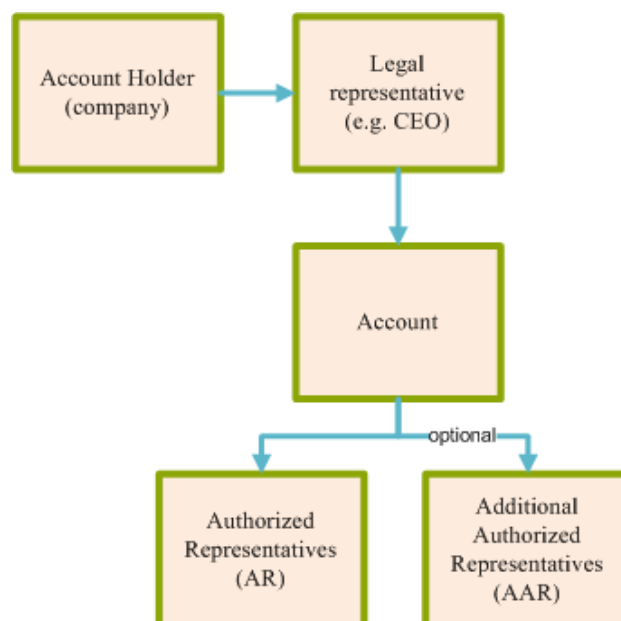 Account Holder
(company)
Legal
representative
(e.g. CEO)
Account
optional
Authorized
Representatives
(AR)
Additional
Authorized
Representatives
(AAR)